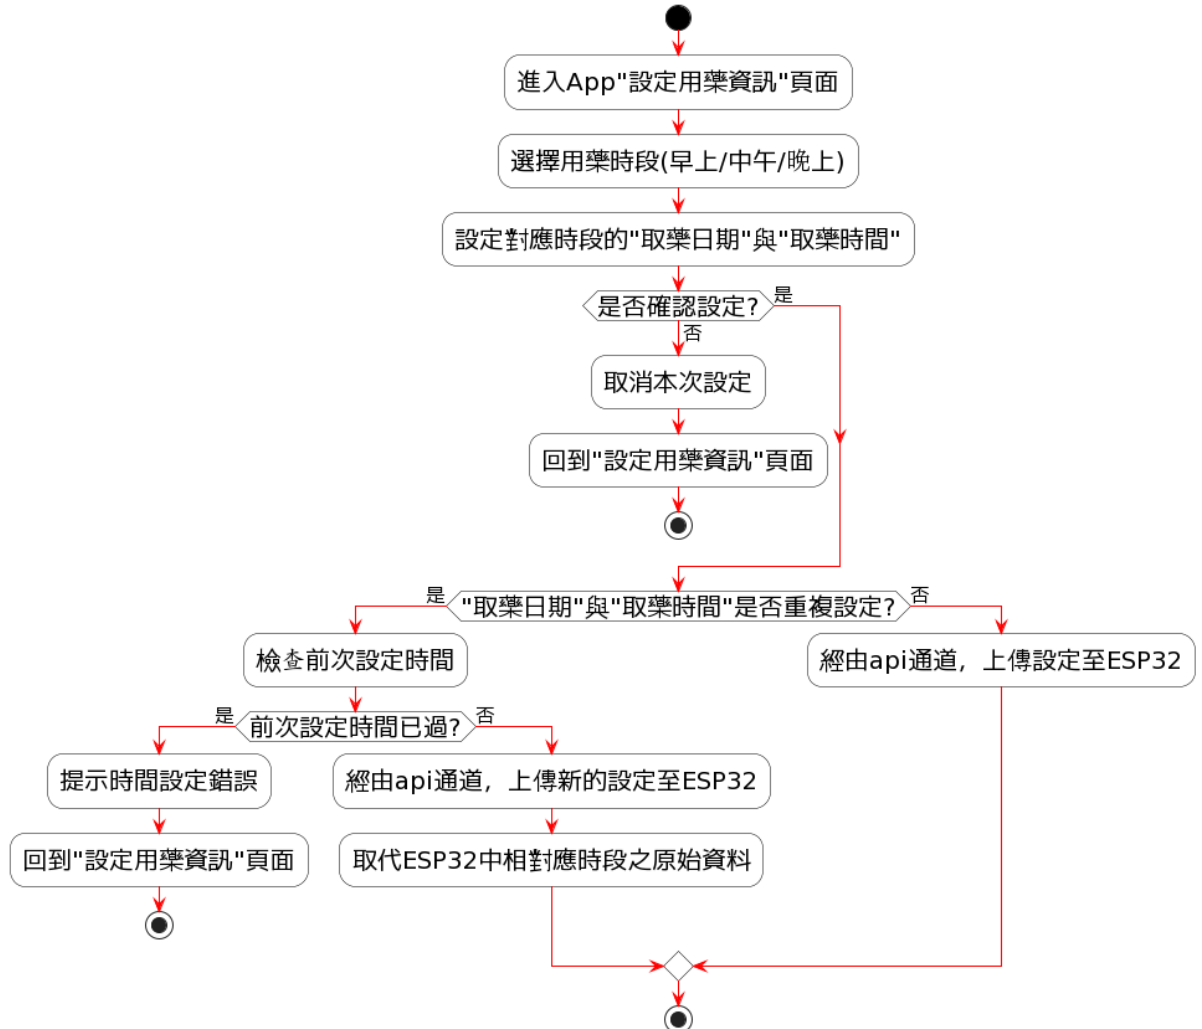 進入App"設定用藥資訊"頁面
選擇用藥時段(早上/中午/晚上)
設定對應時段的"取藥日期"與"取藥時間"
是否確認設定?
是
否
取消本次設定
回到"設定用藥資訊"頁面
是
"取藥日期"與"取藥時間"是否重複設定?
否
檢查前次設定時間
經由api通道，上傳設定至ESP32
是
前次設定時間已過?
否
提示時間設定錯誤
經由api通道，上傳新的設定至ESP32
回到"設定用藥資訊"頁面
取代ESP32中相對應時段之原始資料